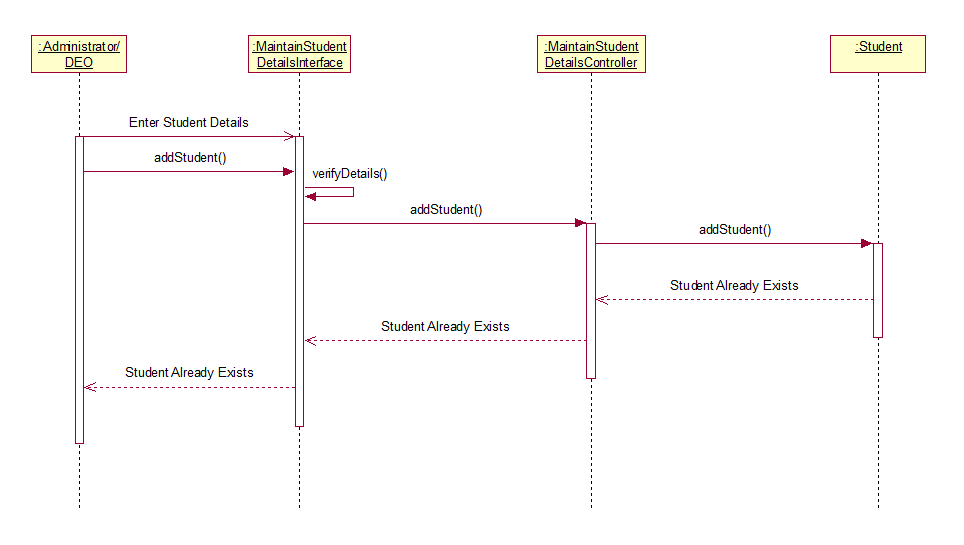 :Administrator/
DEO
:MaintainStudent
DetailsInterface
:MaintainStudent
DetailsController
:Student
Enter Student Details
addStudent()
verifyDetails()
addStudent()
addStudent()
Student Already Exists
Student Already Exists
Student Already Exists